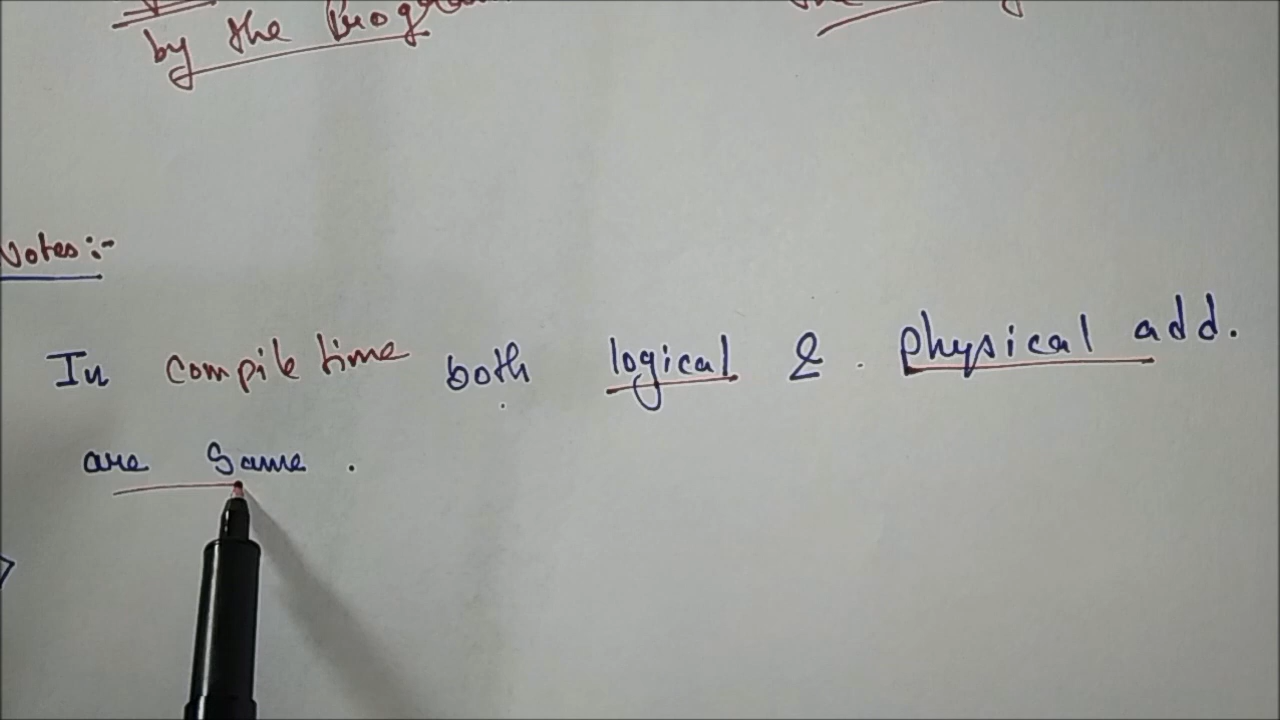 by the
Notes:-
In compile time both logical & physical add.
are Same.